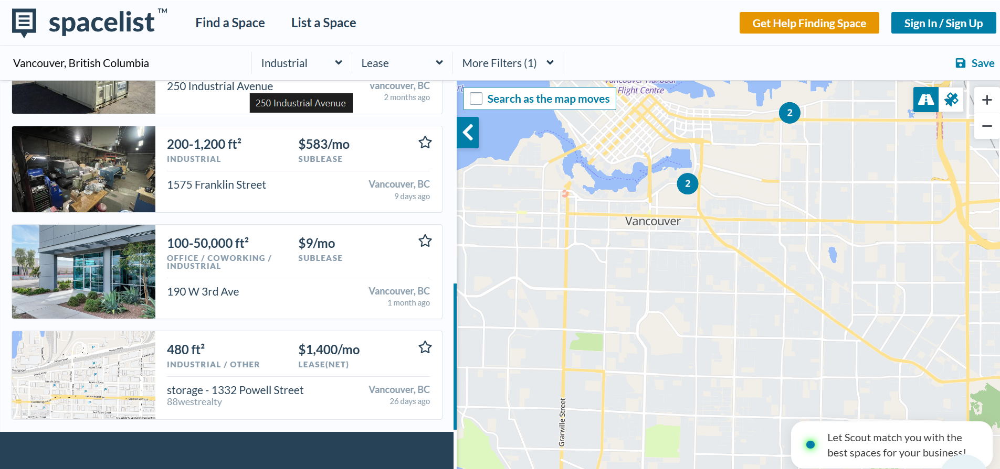 spacelist™
Find a Space
List a Space
Get Help Finding Space
Sign In / Sign Up
Vancouver, British Columbia
Industrial
Lease
More Filters (1)
Save
250 Industrial Avenue
Vancouver, BC
2 months ago
250 Industrial Avenue
200-1,200 ft²
$583/mo
INDUSTRIAL
SUBLEASE
1575 Franklin Street
Vancouver, BC
9 days ago
100-50,000 ft²
$9/mo
OFFICE / COWORKING /
INDUSTRIAL
SUBLEASE
190 W 3rd Ave
Vancouver, BC
1 month ago
480 ft²
$1,400/mo
INDUSTRIAL / OTHER
LEASE(NET)
storage - 1332 Powell Street
88westrealty
Vancouver, BC
26 days ago
Search as the map moves
Vancouver Harbour
Flight Centre
2
2
Vancouver
Granville Street
+
−
Let Scout match you with the
best spaces for your business!